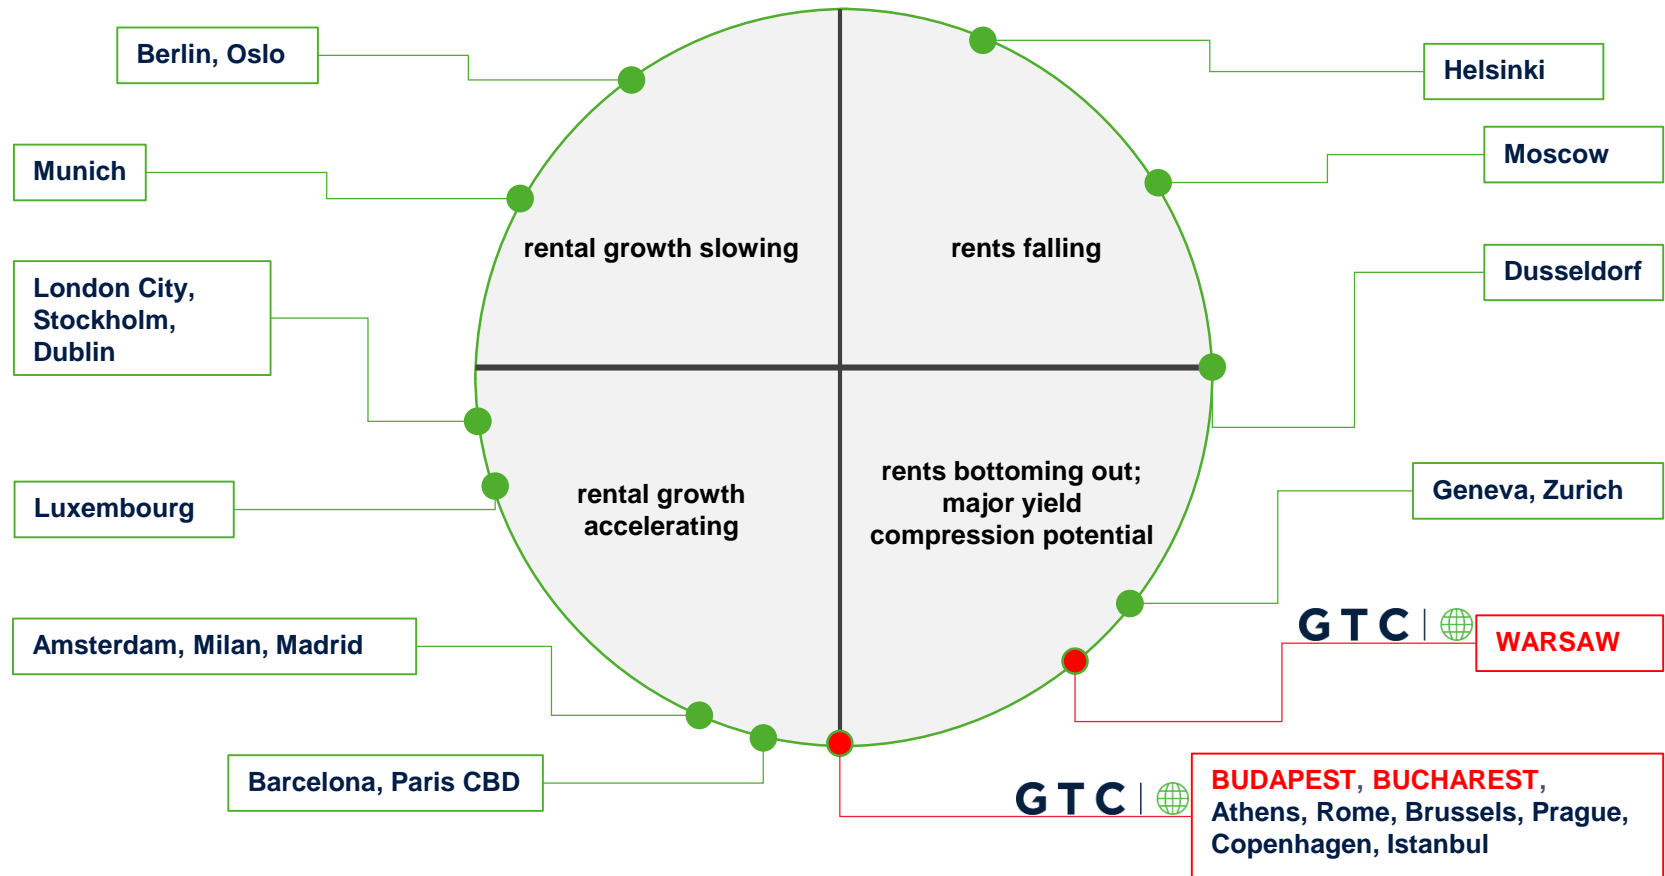 Berlin, Oslo
Helsinki
Munich
Moscow
rental growth slowing
rents falling
London City,
Stockholm,
Dublin
Dusseldorf
Luxembourg
rental growth
accelerating
rents bottoming out;
major yield
compression potential
Geneva, Zurich
Amsterdam, Milan, Madrid
GTC
WARSAW
Barcelona, Paris CBD
GTC
BUDAPEST, BUCHAREST,
Athens, Rome, Brussels, Prague,
Copenhagen, Istanbul